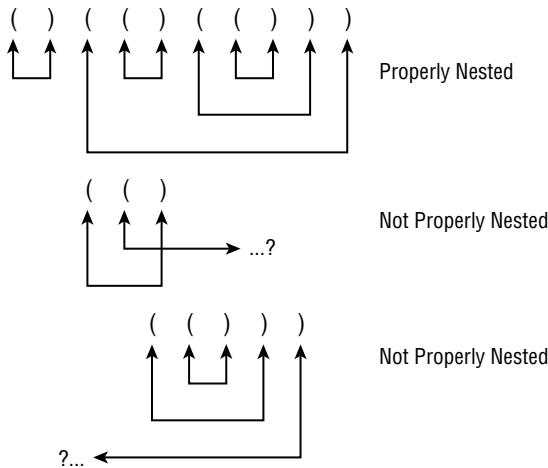 ( ) ( ( ) ( ( ) ) )
Properly Nested
( ( )
Not Properly Nested
...?
( ( ) ) )
Not Properly Nested
?...